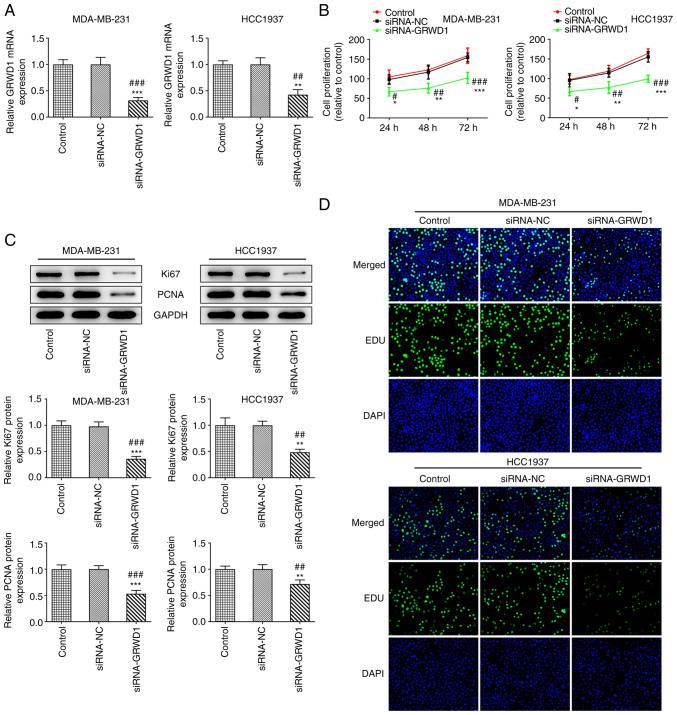 A
MDA-MB-231
Relative GRWD1 mRNA
expression
1.5
1.0
0.5
0.0
###
***
Control
siRNA-NC
siRNA-GRWD1
HCC1937
Relative GRWD1 mRNA
expression
1.5
1.0
0.5
0.0
##
**
Control
siRNA-NC
siRNA-GRWD1
B
Control
siRNA-NC
siRNA-GRWD1
MDA-MB-231
Cell proliferation
(relative to control)
200
150
100
50
0
#
*
##
**
###
***
24 h
48 h
72 h
Control
siRNA-NC
siRNA-GRWD1
HCC1937
Cell proliferation
(relative to control)
200
150
100
50
0
#
*
##
**
###
***
24 h
48 h
72 h
C
MDA-MB-231
HCC1937
Ki67
PCNA
GAPDH
Control
siRNA-NC
siRNA-GRWD1
Control
siRNA-NC
siRNA-GRWD1
MDA-MB-231
Relative Ki67 protein
expression
1.5
1.0
0.5
0.0
###
***
Control
siRNA-NC
siRNA-GRWD1
HCC1937
Relative Ki67 protein
expression
1.5
1.0
0.5
0.0
##
**
Control
siRNA-NC
siRNA-GRWD1
Relative PCNA protein
expression
1.5
1.0
0.5
0.0
###
***
Control
siRNA-NC
siRNA-GRWD1
Relative PCNA protein
expression
1.5
1.0
0.5
0.0
##
**
Control
siRNA-NC
siRNA-GRWD1
D
MDA-MB-231
Control
siRNA-NC
siRNA-GRWD1
Merged
EDU
DAPI
HCC1937
Control
siRNA-NC
siRNA-GRWD1
Merged
EDU
DAPI